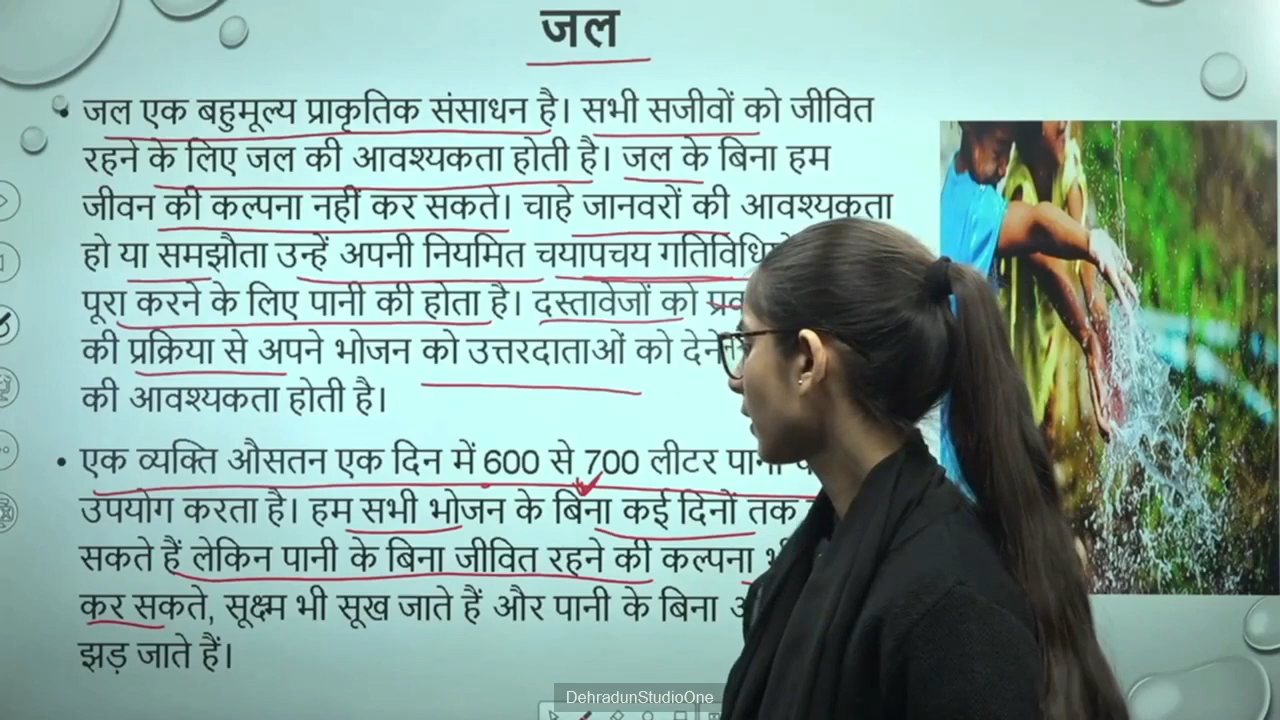 जल
• जल एक बहुमूल्य प्राकृतिक संसाधन है। सभी सजीवों को जीवित
रहने के लिए जल की आवश्यकता होती है। जल के बिना हम
जीवन की कल्पना नहीं कर सकते। चाहे जानवरों की आवश्यकता
हो या समझौता उन्हें अपनी नियमित चयापचय
पूरा करने के लिए पानी की होता है। दस्तावेजों को
की प्रक्रिया से अपने भोजन को उत्तरदाताओं को
की आवश्यकता होती है।
• एक व्यक्ति औसतन एक दिन में 600 से 700 लीटर
उपयोग करता है। हम सभी भोजन के बिना कई दिनों तक
सकते हैं लेकिन पानी के बिना जीवित रहने की कल्पना
कर सकते, सूक्ष्म भी सूख जाते हैं और पानी के बिना
झड़ जाते हैं।
DehradunStudioOne